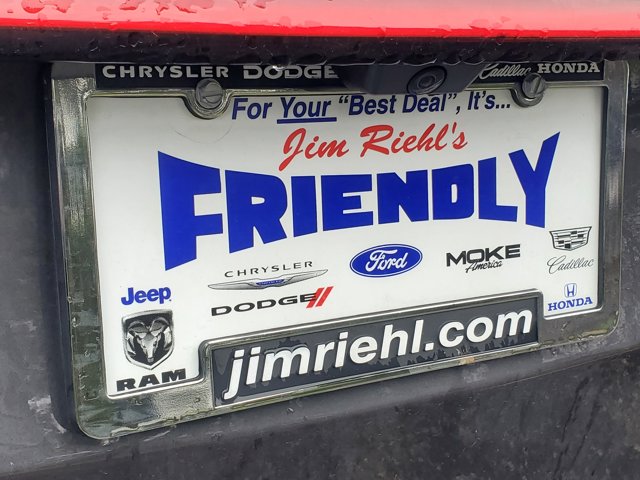 CHRYSLER DODGE Cadillac HONDA
For Your "Best Deal", It's...
Jim Riehl's
FRIENDLY
Jeep
RAM
CHRYSLER
DODGE
Ford
MOKE
America
Cadillac
HONDA
jimriehl.com